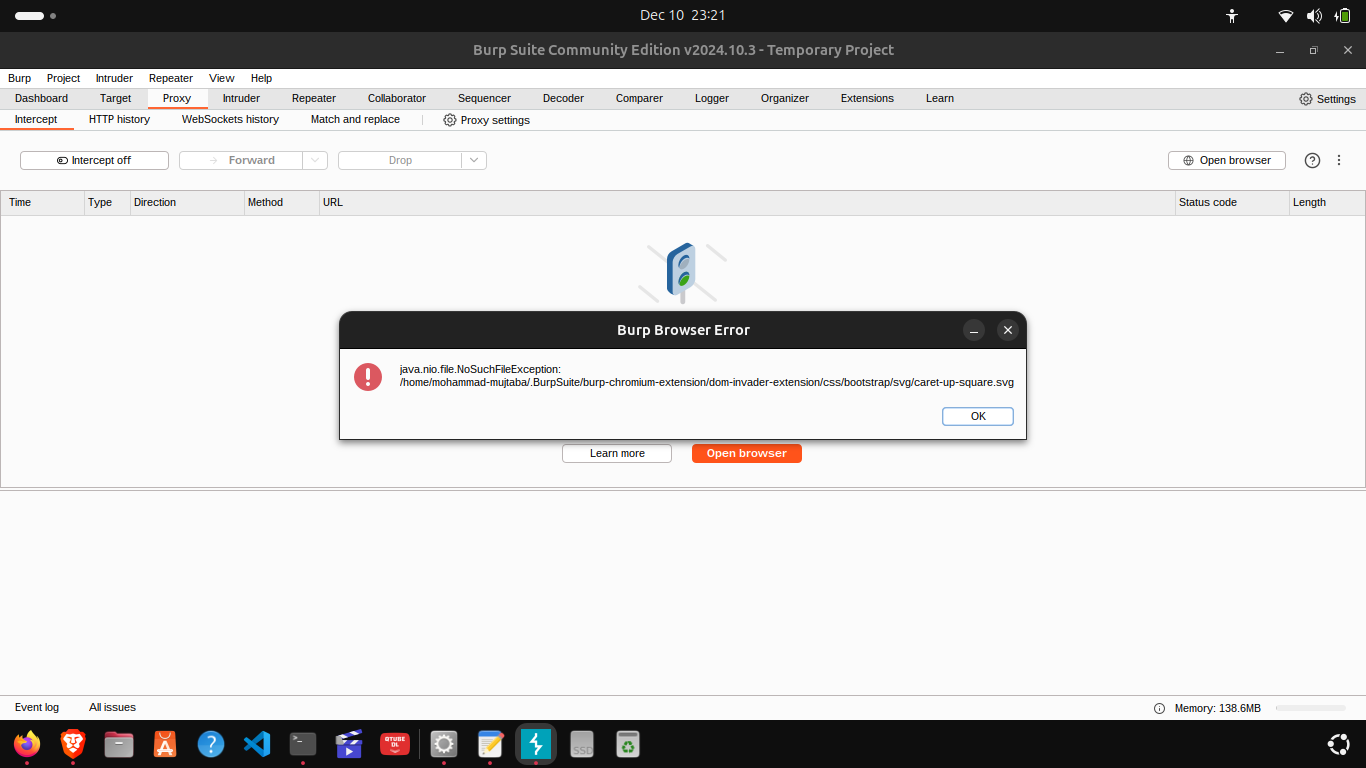 Dec 10 23:21
Burp Suite Community Edition v2024.10.3 - Temporary Project
Burp Project Intruder Repeater View Help
Dashboard Target Proxy Intruder Repeater Collaborator Sequencer Decoder Comparer Logger Organizer Extensions Learn Settings
Intercept HTTP history WebSockets history Match and replace Proxy settings
Intercept off Forward Drop Open browser
Time Type Direction Method URL Status code Length
Burp Browser Error
java.nio.file.NoSuchFileException:
/home/mohammad-mujtaba/.BurpSuite/burp-chromium-extension/dom-invader-extension/css/bootstrap/svg/caret-up-square.svg
OK
Learn more Open browser
Event log All issues Memory: 138.6MB
QTUBE
DL
SSD